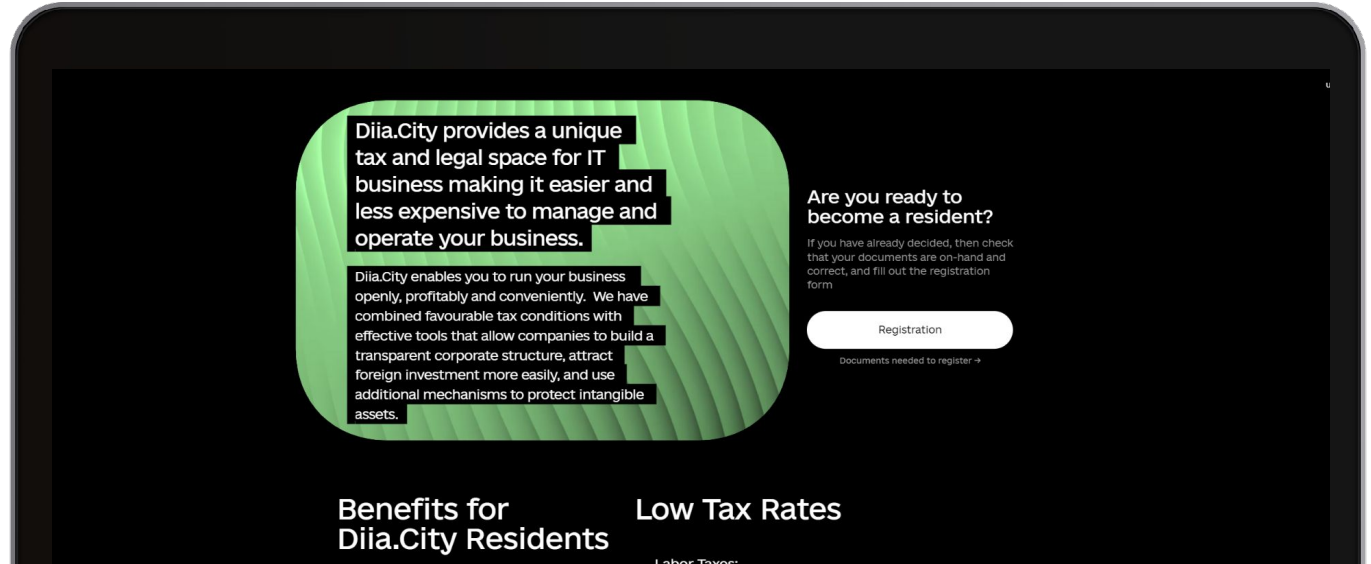 Diia.City provides a unique
tax and legal space for IT
business making it easier and
less expensive to manage and
operate your business.
Diia.City enables you to run your business
openly, profitably and conveniently. We have
combined favourable tax conditions with
effective tools that allow companies to build a
transparent corporate structure, attract
foreign investment more easily, and use
additional mechanisms to protect intangible
assets.
Are you ready to
become a resident?
If you have already decided, then check
that your documents are on-hand and
correct, and fill out the registration
form
Registration
Documents needed to register →
Benefits for
Diia.City Residents
Low Tax Rates
Labor Taxes: